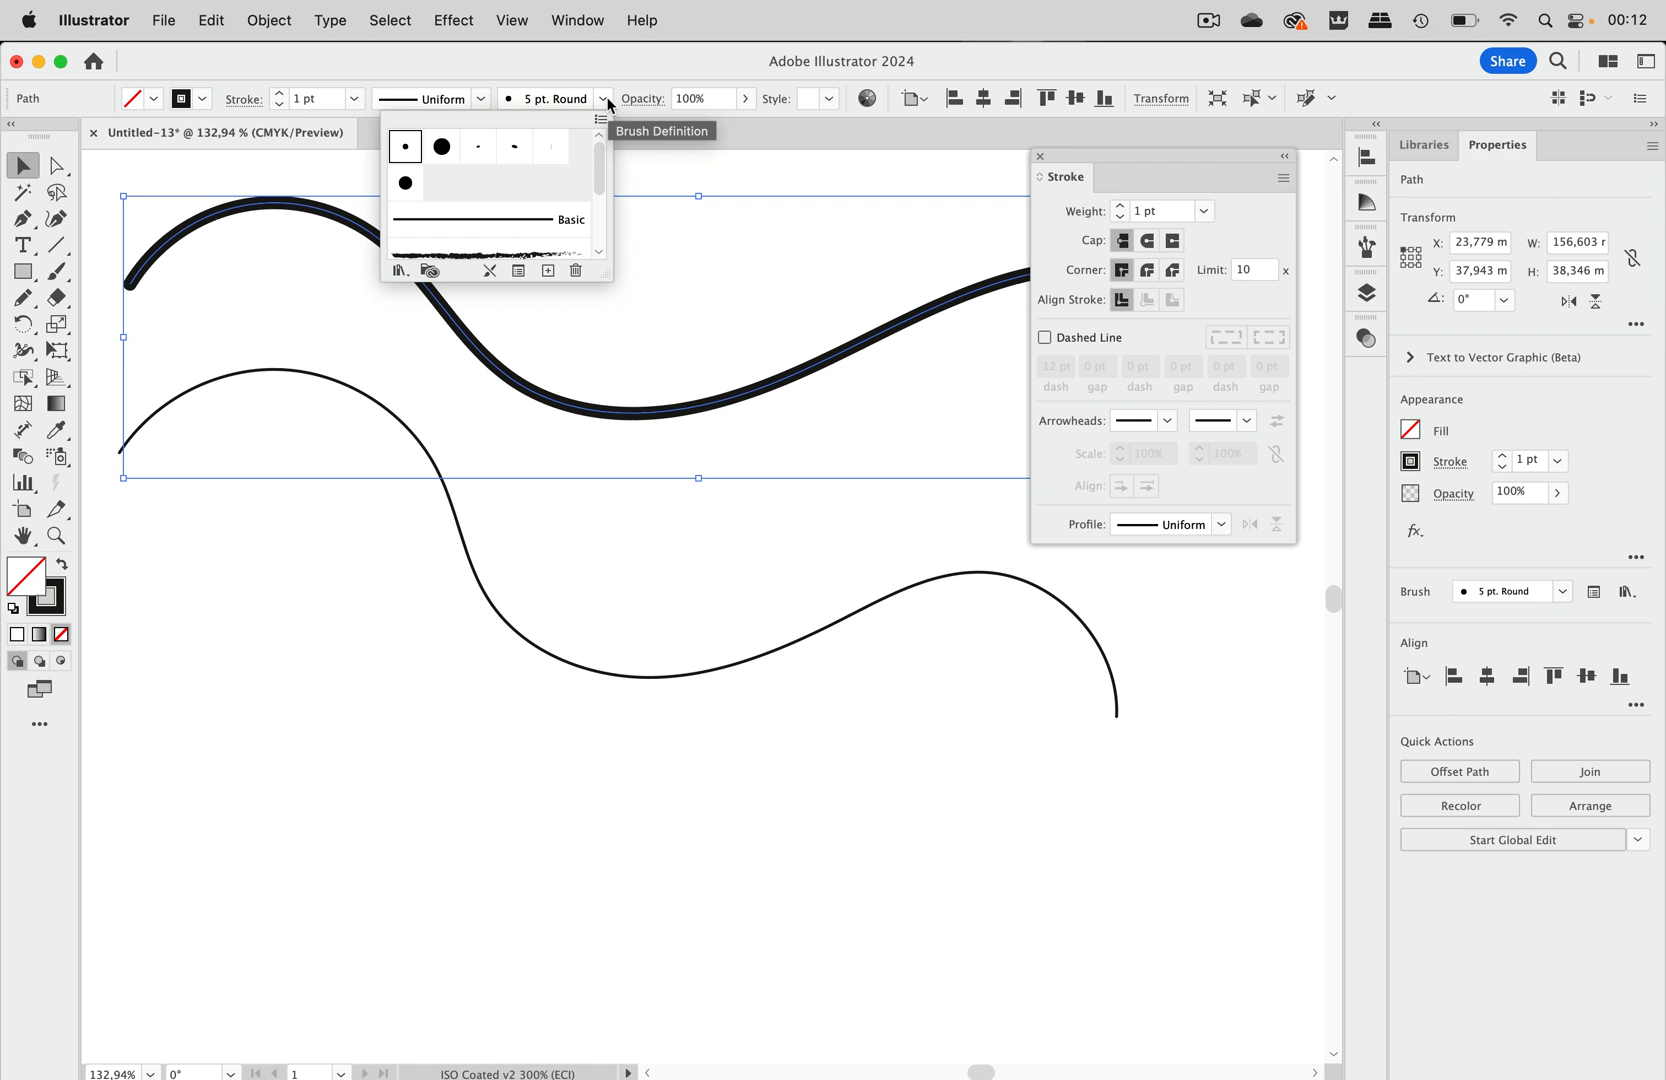 Illustrator File Edit Object Type Select Effect View Window Help 00:12
Adobe Illustrator 2024
Share
Path Stroke: 1 pt Uniform 5 pt. Round Opacity: 100% Style: Transform
Untitled-13* @ 132,94 % (CMYK/Preview)
Brush Definition
Basic
Stroke
Weight: 1 pt
Cap:
Corner: Limit: 10 x
Align Stroke:
Dashed Line
12 pt 0 pt 0 pt 0 pt 0 pt 0 pt
dash gap dash gap dash gap
Arrowheads:
Scale: 100% 100%
Align:
Profile: Uniform
Libraries Properties
Path
Transform
X: 23,779 m W: 156,603 r
Y: 37,943 m H: 38,346 m
0°
Text to Vector Graphic (Beta)
Appearance
Fill
Stroke 1 pt
Opacity 100%
fx.
Brush 5 pt. Round
Align
Quick Actions
Offset Path Join
Recolor Arrange
Start Global Edit
132,94% 0° 1 ISO Coated v2 300% (ECI)